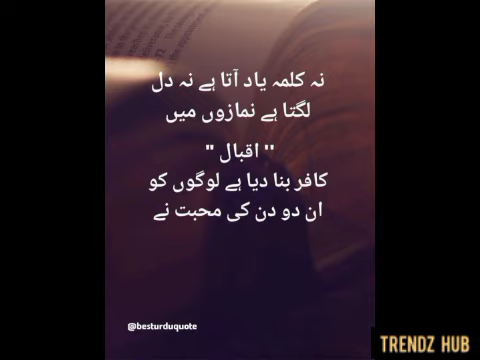 نہ کلمہ یاد آتا ہے نہ دل
لگتا ہے نمازوں میں
'' اقبال "
کافر بنا دیا ہے لوگوں کو
ان دو دن کی محبت نے
@besturduquote
TRENDZ HUB